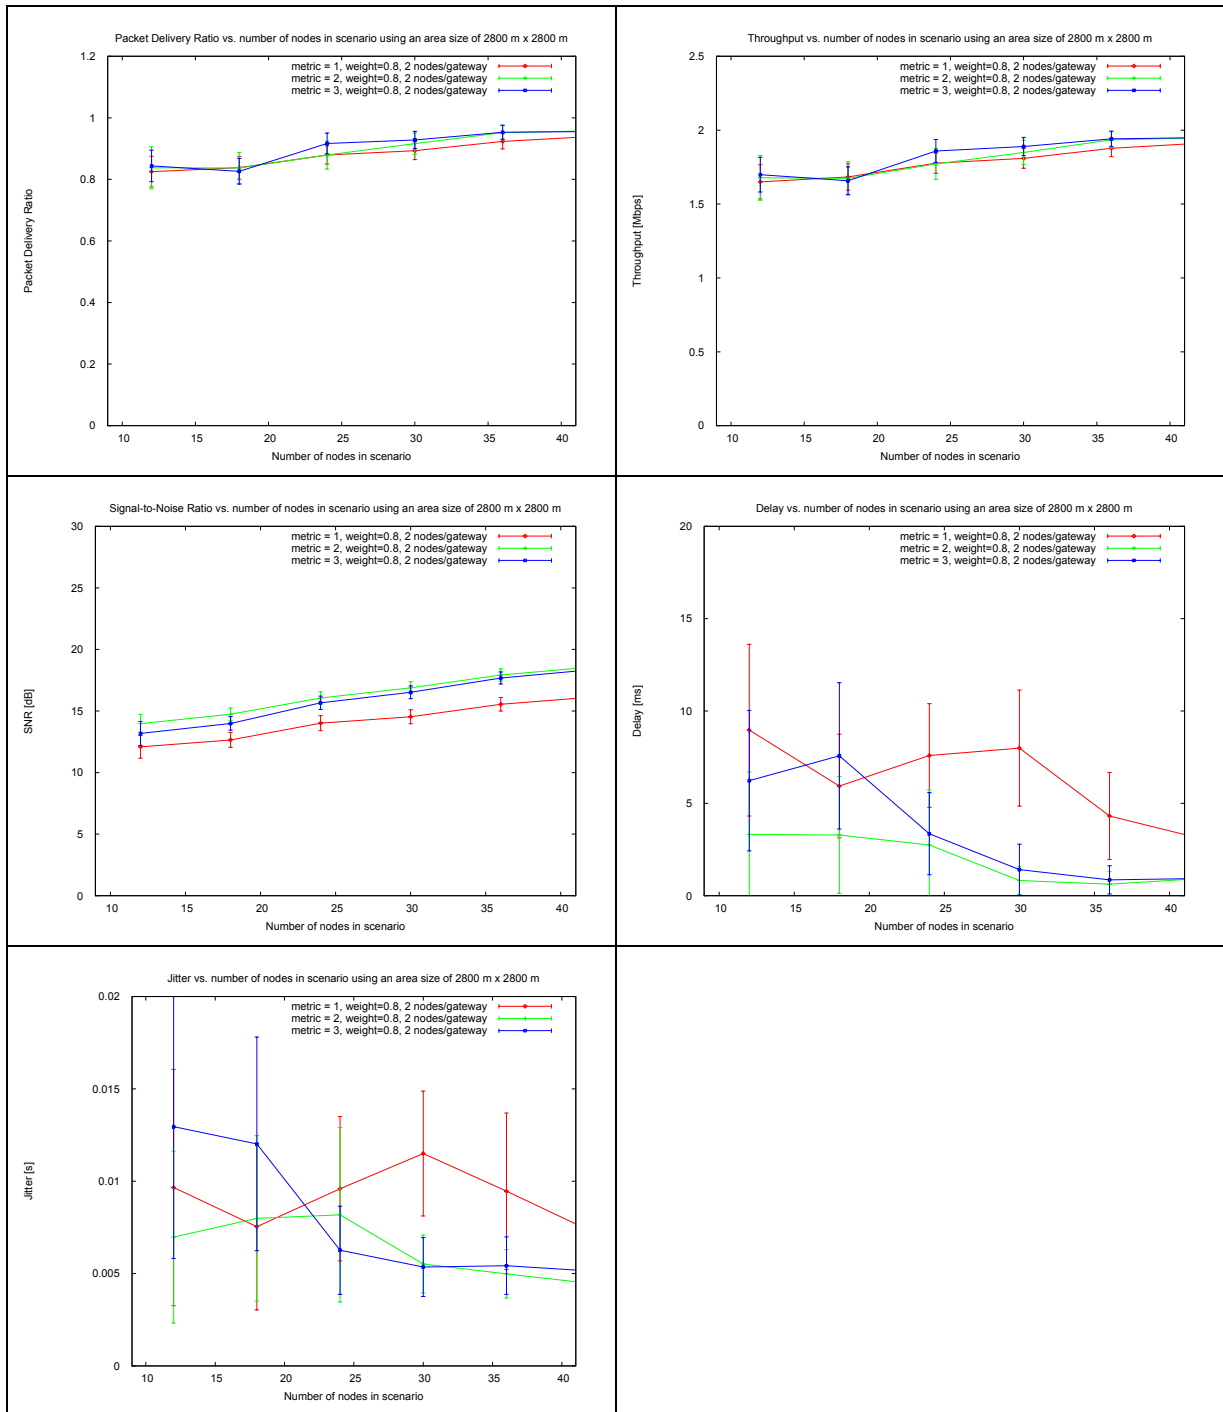 Packet Delivery Ratio vs. number of nodes in scenario using an area size of 2800 m x 2800 m
metric = 1, weight=0.8, 2 nodes/gateway
metric = 2, weight=0.8, 2 nodes/gateway
metric = 3, weight=0.8, 2 nodes/gateway
1.2
1
0.8
0.6
0.4
0.2
0
Packet Delivery Ratio
10 15 20 25 30 35 40
Number of nodes in scenario
Throughput vs. number of nodes in scenario using an area size of 2800 m x 2800 m
metric = 1, weight=0.8, 2 nodes/gateway
metric = 2, weight=0.8, 2 nodes/gateway
metric = 3, weight=0.8, 2 nodes/gateway
2.5
2
1.5
1
0.5
0
Throughput [Mbps]
10 15 20 25 30 35 40
Number of nodes in scenario
Signal-to-Noise Ratio vs. number of nodes in scenario using an area size of 2800 m x 2800 m
metric = 1, weight=0.8, 2 nodes/gateway
metric = 2, weight=0.8, 2 nodes/gateway
metric = 3, weight=0.8, 2 nodes/gateway
30
25
20
15
10
5
0
SNR [dB]
10 15 20 25 30 35 40
Number of nodes in scenario
Delay vs. number of nodes in scenario using an area size of 2800 m x 2800 m
metric = 1, weight=0.8, 2 nodes/gateway
metric = 2, weight=0.8, 2 nodes/gateway
metric = 3, weight=0.8, 2 nodes/gateway
20
15
10
5
0
Delay [ms]
10 15 20 25 30 35 40
Number of nodes in scenario
Jitter vs. number of nodes in scenario using an area size of 2800 m x 2800 m
metric = 1, weight=0.8, 2 nodes/gateway
metric = 2, weight=0.8, 2 nodes/gateway
metric = 3, weight=0.8, 2 nodes/gateway
0.02
0.015
0.01
0.005
0
Jitter [s]
10 15 20 25 30 35 40
Number of nodes in scenario